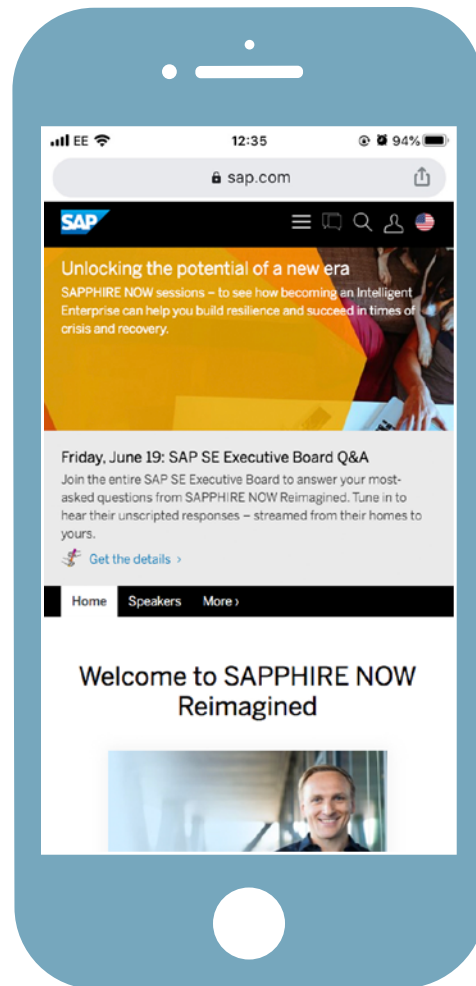 EE 12:35 94%
sap.com
SAP
Unlocking the potential of a new era
SAPPHIRE NOW sessions – to see how becoming an Intelligent
Enterprise can help you build resilience and succeed in times of
crisis and recovery.
Friday, June 19: SAP SE Executive Board Q&A
Join the entire SAP SE Executive Board to answer your most-
asked questions from SAPPHIRE NOW Reimagined. Tune in to
hear their unscripted responses – streamed from their homes to
yours.
Get the details ›
Home Speakers More ›
Welcome to SAPPHIRE NOW
Reimagined